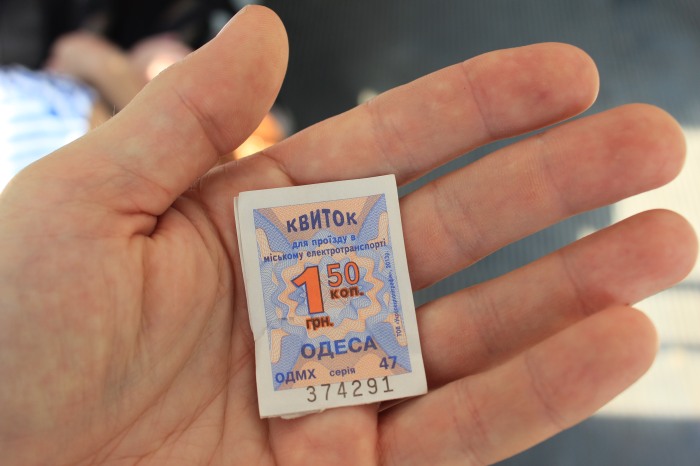 КВИТОК
для проїзду в
міському електротранспорті
1 50
грн. коп.
ОДЕСА
ОДМХ серія 47
374291